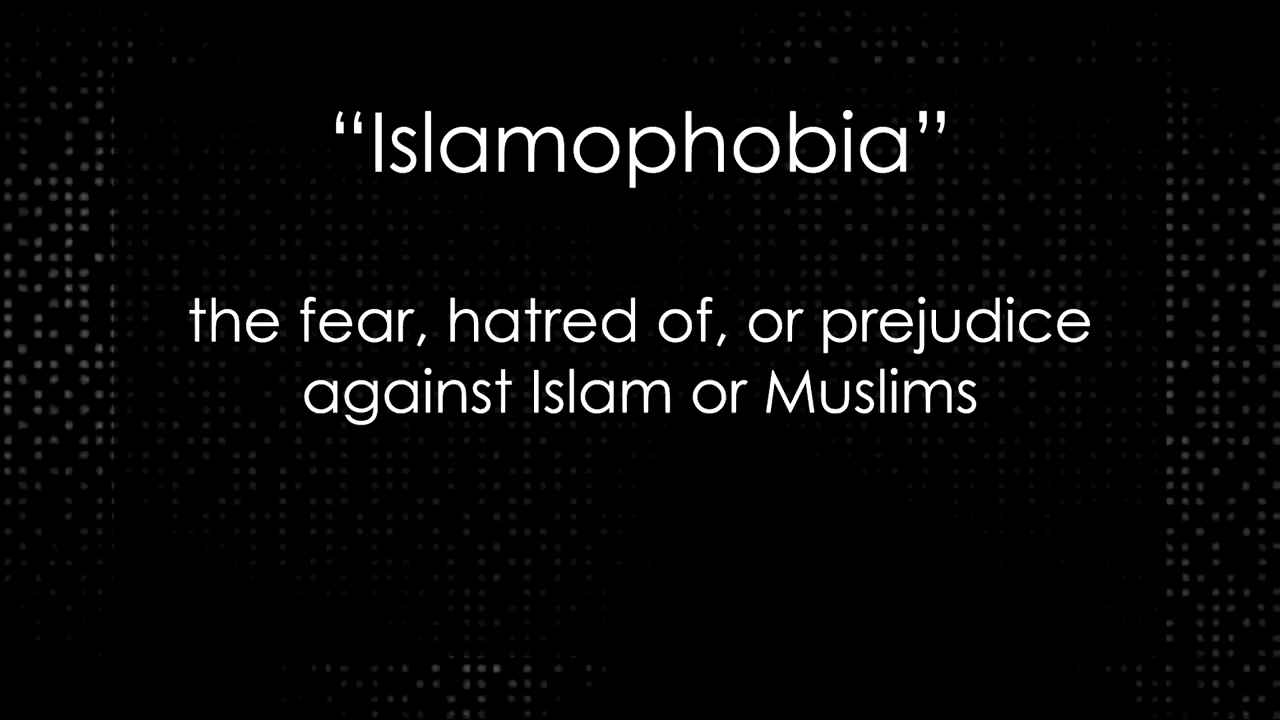 “Islamophobia”
the fear, hatred of, or prejudice
against Islam or Muslims